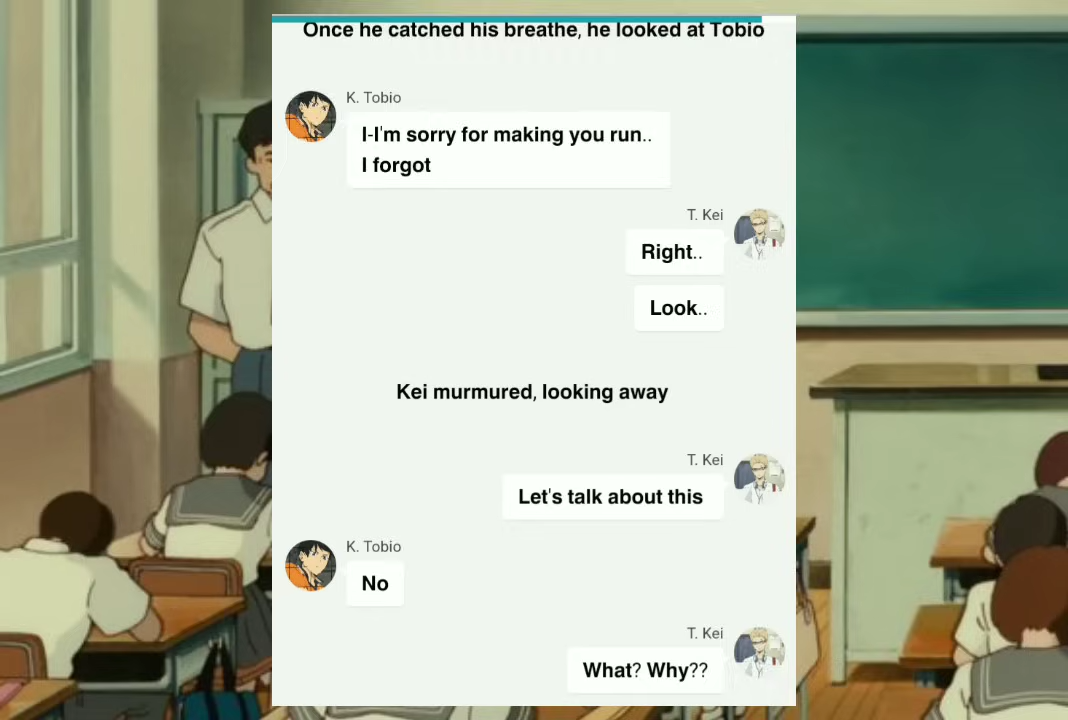 Once he catched his breathe, he looked at Tobio
K. Tobio
I-I'm sorry for making you run..
I forgot
T. Kei
Right..
Look..
Kei murmured, looking away
T. Kei
Let's talk about this
K. Tobio
No
T. Kei
What? Why??